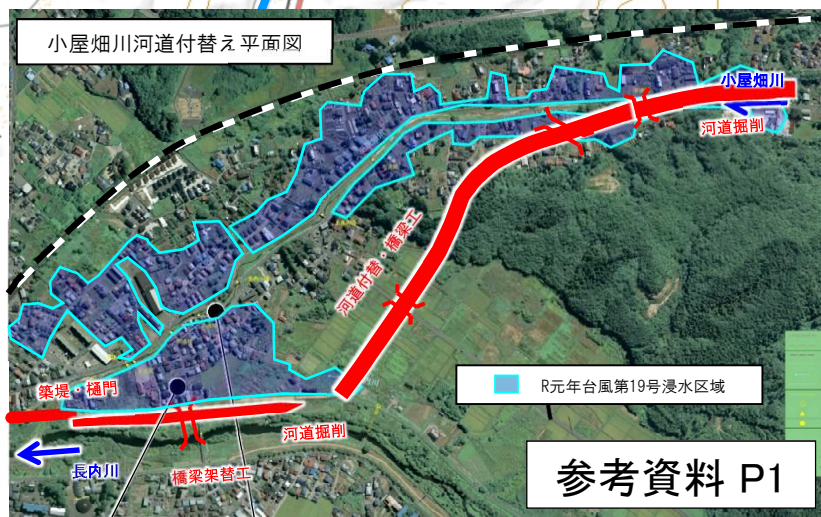 小屋畑川河道付替え平面図
小屋畑川
河道掘削
河道付替・橋梁工
R元年台風第19号浸水区域
築堤・樋門
河道掘削
長内川
橋梁架替工
参考資料 P1